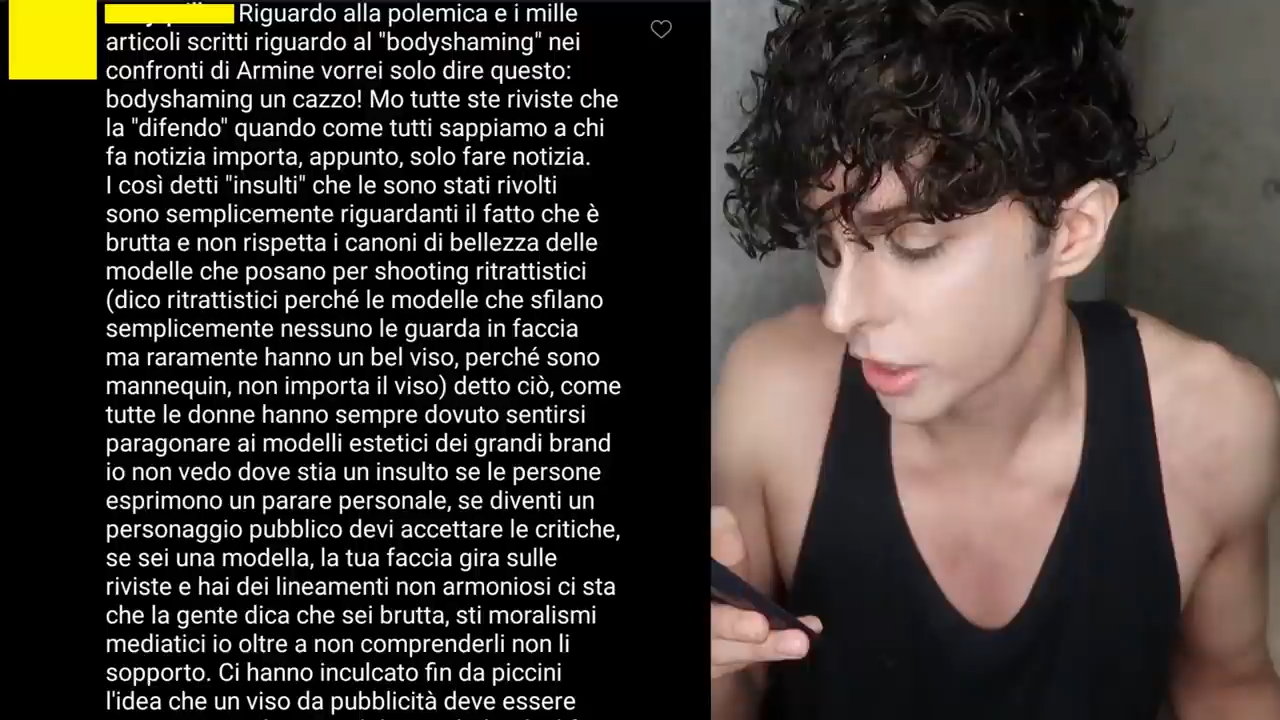 Riguardo alla polemica e i mille
articoli scritti riguardo al "bodyshaming" nei
confronti di Armine vorrei solo dire questo:
bodyshaming un cazzo! Mo tutte ste riviste che
la "difendo" quando come tutti sappiamo a chi
fa notizia importa, appunto, solo fare notizia.
I così detti "insulti" che le sono stati rivolti
sono semplicemente riguardanti il fatto che è
brutta e non rispetta i canoni di bellezza delle
modelle che posano per shooting ritrattistici
(dico ritrattistici perché le modelle che sfilano
semplicemente nessuno le guarda in faccia
ma raramente hanno un bel viso, perché sono
mannequin, non importa il viso) detto ciò, come
tutte le donne hanno sempre dovuto sentirsi
paragonare ai modelli estetici dei grandi brand
io non vedo dove stia un insulto se le persone
esprimono un parare personale, se diventi un
personaggio pubblico devi accettare le critiche,
se sei una modella, la tua faccia gira sulle
riviste e hai dei lineamenti non armoniosi ci sta
che la gente dica che sei brutta, sti moralismi
mediatici io oltre a non comprenderli non li
sopporto. Ci hanno inculcato fin da piccini
l'idea che un viso da pubblicità deve essere